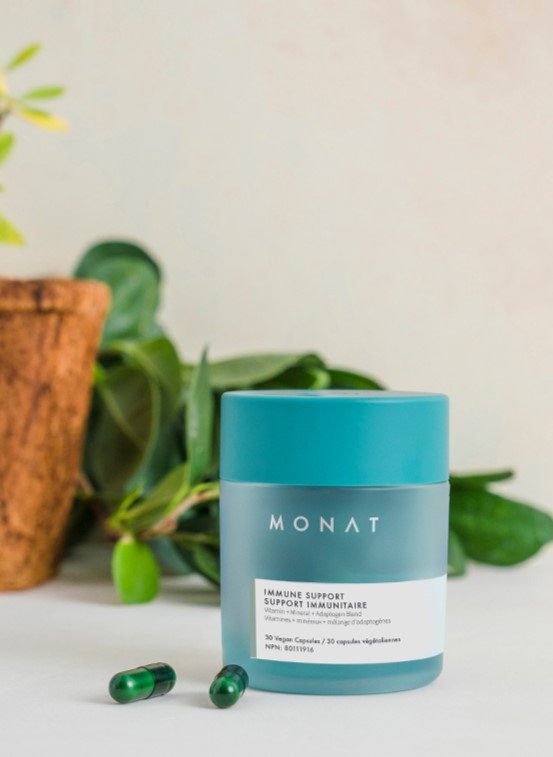 MONAT
IMMUNE SUPPORT
SUPPORT IMMUNITAIRE
Vitamin • Mineral • Adaptogen Blend
Vitamines • minéraux • mélange d'adaptogènes
30 Vegan Capsules / 30 capsules végétaliennes
NPN: 80111916